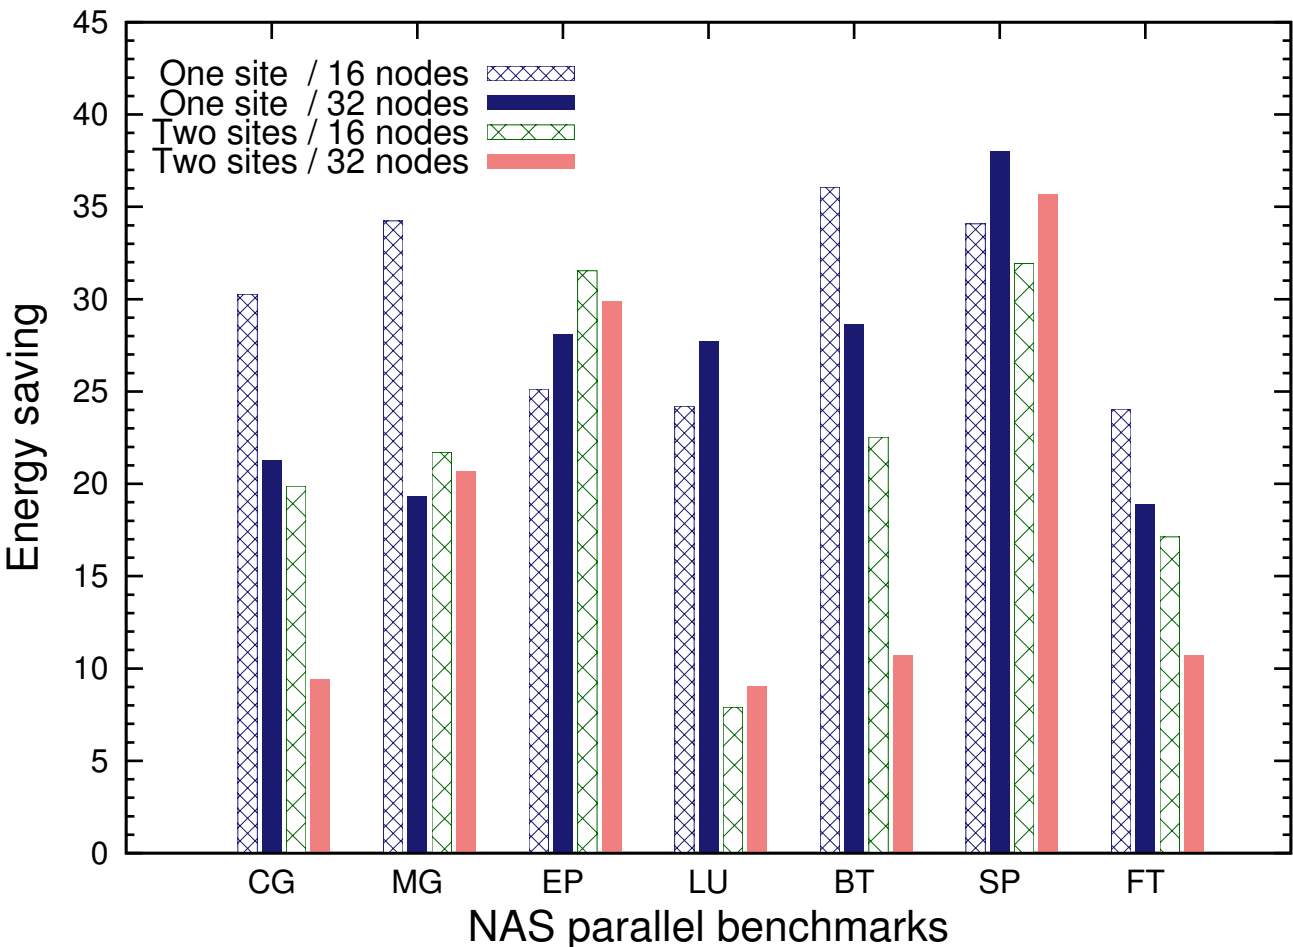 45
40
35
30
25
20
15
10
5
0
Energy saving
One site / 16 nodes
One site / 32 nodes
Two sites / 16 nodes
Two sites / 32 nodes
CG MG EP LU BT SP FT
NAS parallel benchmarks